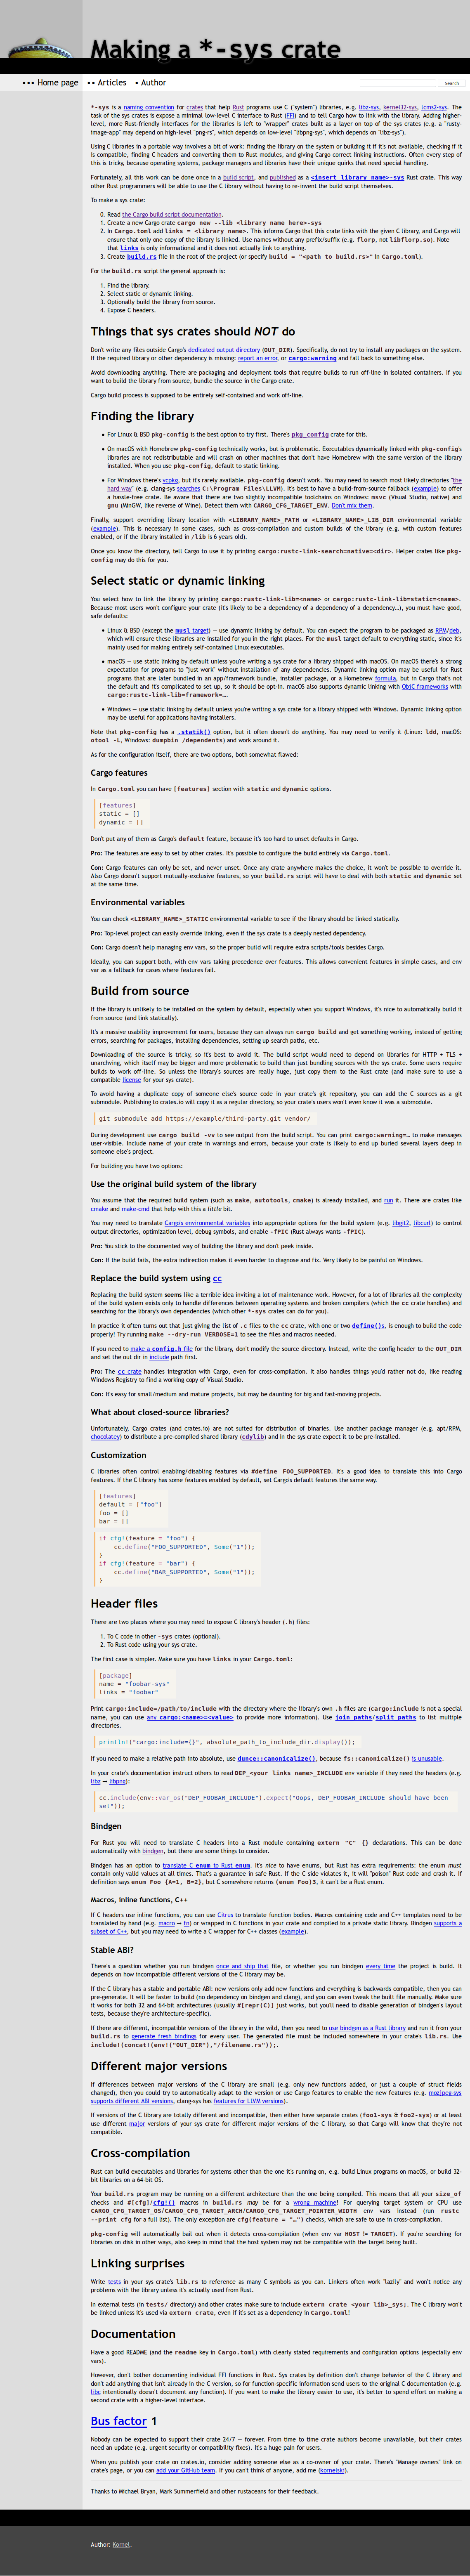 Making a *-sys crate
••• Home page •• Articles • Author
Search
*-sys is a naming convention for crates that help Rust programs use C ("system") libraries, e.g. libz-sys, kernel32-sys, lcms2-sys. The
task of the sys crates is expose a minimal low-level C interface to Rust (FFI) and to tell Cargo how to link with the library. Adding higher-
level, more Rust-friendly interfaces for the libraries is left to "wrapper" crates built as a layer on top of the sys crates (e.g. a "rusty-
image-app" may depend on high-level "png-rs", which depends on low-level "libpng-sys", which depends on "libz-sys").
Using C libraries in a portable way involves a bit of work: finding the library on the system or building it if it's not available, checking if it
is compatible, finding C headers and converting them to Rust modules, and giving Cargo correct linking instructions. Often every step of
this is tricky, because operating systems, package managers and libraries have their unique quirks that need special handling.
Fortunately, all this work can be done once in a build script, and published as a <insert library name>-sys Rust crate. This way
other Rust programmers will be able to use the C library without having to re-invent the build script themselves.
To make a sys crate:
0. Read the Cargo build script documentation.
1. Create a new Cargo crate cargo new --lib <library name here>-sys
2. In Cargo.toml add links = <library name>. This informs Cargo that this crate links with the given C library, and Cargo will
ensure that only one copy of the library is linked. Use names without any prefix/suffix (e.g. florp, not libflorp.so). Note
that links is only informational and it does not actually link to anything.
3. Create build.rs file in the root of the project (or specify build = "<path to build.rs>" in Cargo.toml).
For the build.rs script the general approach is:
1. Find the library.
2. Select static or dynamic linking.
3. Optionally build the library from source.
4. Expose C headers.
Things that sys crates should NOT do
Don't write any files outside Cargo's dedicated output directory (OUT_DIR). Specifically, do not try to install any packages on the system.
If the required library or other dependency is missing: report an error, or cargo:warning and fall back to something else.
Avoid downloading anything. There are packaging and deployment tools that require builds to run off-line in isolated containers. If you
want to build the library from source, bundle the source in the Cargo crate.
Cargo build process is supposed to be entirely self-contained and work off-line.
Finding the library
• For Linux & BSD pkg-config is the best option to try first. There's pkg_config crate for this.
• On macOS with Homebrew pkg-config technically works, but is problematic. Executables dynamically linked with pkg-config's
libraries are not redistributable and will crash on other machines that don't have Homebrew with the same version of the library
installed. When you use pkg-config, default to static linking.
• For Windows there's vcpkg, but it's rarely available. pkg-config doesn't work. You may need to search most likely directories "the
hard way" (e.g. clang-sys searches C:\Program Files\LLVM). It's best to have a build-from-source fallback (example) to offer
a hassle-free crate. Be aware that there are two slightly incompatible toolchains on Windows: msvc (Visual Studio, native) and
gnu (MinGW, like reverse of Wine). Detect them with CARGO_CFG_TARGET_ENV. Don't mix them.
Finally, support overriding library location with <LIBRARY_NAME>_PATH or <LIBRARY_NAME>_LIB_DIR environmental variable
(example). This is necessary in some cases, such as cross-compilation and custom builds of the library (e.g. with custom features
enabled, or if the library installed in /lib is 6 years old).
Once you know the directory, tell Cargo to use it by printing cargo:rustc-link-search=native=<dir>. Helper crates like pkg-
config may do this for you.
Select static or dynamic linking
You select how to link the library by printing cargo:rustc-link-lib=<name> or cargo:rustc-link-lib=static=<name>.
Because most users won't configure your crate (it's likely to be a dependency of a dependency of a dependency…), you must have good,
safe defaults:
• Linux & BSD (except the musl target) — use dynamic linking by default. You can expect the program to be packaged as RPM/deb,
which will ensure these libraries are installed for you in the right places. For the musl target default to everything static, since it's
mainly used for making entirely self-contained Linux executables.
• macOS — use static linking by default unless you're writing a sys crate for a library shipped with macOS. On macOS there's a strong
expectation for programs to "just work" without installation of any dependencies. Dynamic linking option may be useful for Rust
programs that are later bundled in an app/framework bundle, installer package, or a Homebrew formula, but in Cargo that's not
the default and it's complicated to set up, so it should be opt-in. macOS also supports dynamic linking with ObjC frameworks with
cargo:rustc-link-lib=framework=….
• Windows — use static linking by default unless you're writing a sys crate for a library shipped with Windows. Dynamic linking option
may be useful for applications having installers.
Note that pkg-config has a .statik() option, but it often doesn't do anything. You may need to verify it (Linux: ldd, macOS:
otool -L, Windows: dumpbin /dependents) and work around it.
As for the configuration itself, there are two options, both somewhat flawed:
Cargo features
In Cargo.toml you can have [features] section with static and dynamic options.
[features]
static = []
dynamic = []
Don't put any of them as Cargo's default feature, because it's too hard to unset defaults in Cargo.
Pro: The features are easy to set by other crates. It's possible to configure the build entirely via Cargo.toml.
Con: Cargo features can only be set, and never unset. Once any crate anywhere makes the choice, it won't be possible to override it.
Also Cargo doesn't support mutually-exclusive features, so your build.rs script will have to deal with both static and dynamic set
at the same time.
Environmental variables
You can check <LIBRARY_NAME>_STATIC environmental variable to see if the library should be linked statically.
Pro: Top-level project can easily override linking, even if the sys crate is a deeply nested dependency.
Con: Cargo doesn't help managing env vars, so the proper build will require extra scripts/tools besides Cargo.
Ideally, you can support both, with env vars taking precedence over features. This allows convenient features in simple cases, and env
var as a fallback for cases where features fail.
Build from source
If the library is unlikely to be installed on the system by default, especially when you support Windows, it's nice to automatically build it
from source (and link statically).
It's a massive usability improvement for users, because they can always run cargo build and get something working, instead of getting
errors, searching for packages, installing dependencies, setting up search paths, etc.
Downloading of the source is tricky, so it's best to avoid it. The build script would need to depend on libraries for HTTP + TLS +
unarchiving, which itself may be bigger and more problematic to build than just bundling sources with the sys crate. Some users require
builds to work off-line. So unless the library's sources are really huge, just copy them to the Rust crate (and make sure to use a
compatible license for your sys crate).
To avoid having a duplicate copy of someone else's source code in your crate's git repository, you can add the C sources as a git
submodule. Publishing to crates.io will copy it as a regular directory, so your crate's users won't even know it was a submodule.
git submodule add https://example/third-party.git vendor/
During development use cargo build -vv to see output from the build script. You can print cargo:warning=… to make messages
user-visible. Include name of your crate in warnings and errors, because your crate is likely to end up buried several layers deep in
someone else's project.
For building you have two options:
Use the original build system of the library
You assume that the required build system (such as make, autotools, cmake) is already installed, and run it. There are crates like
cmake and make-cmd that help with this a little bit.
You may need to translate Cargo's environmental variables into appropriate options for the build system (e.g. libgit2, libcurl) to control
output directories, optimization level, debug symbols, and enable -fPIC (Rust always wants -fPIC).
Pro: You stick to the documented way of building the library and don't peek inside.
Con: If the build fails, the extra indirection makes it even harder to diagnose and fix. Very likely to be painful on Windows.
Replace the build system using cc
Replacing the build system seems like a terrible idea inviting a lot of maintenance work. However, for a lot of libraries all the complexity
of the build system exists only to handle differences between operating systems and broken compilers (which the cc crate handles) and
searching for the library's own dependencies (which other *-sys crates can do for you).
In practice it often turns out that just giving the list of .c files to the cc crate, with one or two define()s, is enough to build the code
properly! Try running make --dry-run VERBOSE=1 to see the files and macros needed.
If you need to make a config.h file for the library, don't modify the source directory. Instead, write the config header to the OUT_DIR
and set the out dir in include path first.
Pro: The cc crate handles integration with Cargo, even for cross-compilation. It also handles things you'd rather not do, like reading
Windows Registry to find a working copy of Visual Studio.
Con: It's easy for small/medium and mature projects, but may be daunting for big and fast-moving projects.
What about closed-source libraries?
Unfortunately, Cargo crates (and crates.io) are not suited for distribution of binaries. Use another package manager (e.g. apt/RPM,
chocolatey) to distribute a pre-compiled shared library (cdylib) and in the sys crate expect it to be pre-installed.
Customization
C libraries often control enabling/disabling features via #define FOO_SUPPORTED. It's a good idea to translate this into Cargo
features. If the C library has some features enabled by default, set Cargo's default features the same way.
[features]
default = ["foo"]
foo = []
bar = []
if cfg!(feature = "foo") {
cc.define("FOO_SUPPORTED", Some("1"));
}
if cfg!(feature = "bar") {
cc.define("BAR_SUPPORTED", Some("1"));
}
Header files
There are two places where you may need to expose C library's header (.h) files:
1. To C code in other -sys crates (optional).
2. To Rust code using your sys crate.
The first case is simpler. Make sure you have links in your Cargo.toml:
[package]
name = "foobar-sys"
links = "foobar"
Print cargo:include=/path/to/include with the directory where the library's own .h files are (cargo:include is not a special
name, you can use any cargo:<name>=<value> to provide more information). Use join_paths/split_paths to list multiple
directories.
println!("cargo:include={}", absolute_path_to_include_dir.display());
If you need to make a relative path into absolute, use dunce::canonicalize(), because fs::canonicalize() is unusable.
In your crate's documentation instruct others to read DEP_<your links name>_INCLUDE env variable if they need the headers (e.g.
libz → libpng):
cc.include(env::var_os("DEP_FOOBAR_INCLUDE").expect("Oops, DEP_FOOBAR_INCLUDE should have been
set"));
Bindgen
For Rust you will need to translate C headers into a Rust module containing extern "C" {} declarations. This can be done
automatically with bindgen, but there are some things to consider.
Bindgen has an option to translate C enum to Rust enum. It's nice to have enums, but Rust has extra requirements: the enum must
contain only valid values at all times. That's a guarantee in safe Rust. If the C side violates it, it "poison" Rust code and crash it. If
definition says enum Foo {A=1, B=2}, but C somewhere returns (enum Foo)3, it can't be a Rust enum.
Macros, inline functions, C++
If C headers use inline functions, you can use Citrus to translate function bodies. Macros containing code and C++ templates need to be
translated by hand (e.g. macro → fn) or wrapped in C functions in your crate and compiled to a private static library. Bindgen supports a
subset of C++, but you may need to write a C wrapper for C++ classes (example).
Stable ABI?
There's a question whether you run bindgen once and ship that file, or whether you run bindgen every time the project is build. It
depends on how incompatible different versions of the C library may be.
If the C library has a stable and portable ABI: new versions only add new functions and everything is backwards compatible, then you can
pre-generate. It will be faster to build (no dependency on bindgen and clang), and you can even tweak the built file manually. Make sure
it works for both 32 and 64-bit architectures (usually #[repr(C)] just works, but you'll need to disable generation of bindgen's layout
tests, because they're architecture-specific).
If there are different, incompatible versions of the library in the wild, then you need to use bindgen as a Rust library and run it from your
build.rs to generate fresh bindings for every user. The generated file must be included somewhere in your crate's lib.rs. Use
include!(concat!(env!("OUT_DIR"),"/filename.rs"));.
Different major versions
If differences between major versions of the C library are small (e.g. only new functions added, or just a couple of struct fields
changed), then you could try to automatically adapt to the version or use Cargo features to enable the new features (e.g. mozjpeg-sys
supports different ABI versions, clang-sys has features for LLVM versions).
If versions of the C library are totally different and incompatible, then either have separate crates (foo1-sys & foo2-sys) or at least
use different major versions of your sys crate for different major versions of the C library, so that Rust will know that they're not
compatible.
Cross-compilation
Rust can build executables and libraries for systems other than the one it's running on, e.g. build Linux programs on macOS, or build 32-
bit libraries on a 64-bit OS.
Your build.rs program may be running on a different architecture than the one being compiled. This means that all your size_of
checks and #[cfg]/cfg!() macros in build.rs may be for a wrong machine! For querying target system or CPU use
CARGO_CFG_TARGET_OS/CARGO_CFG_TARGET_ARCH/CARGO_CFG_TARGET_POINTER_WIDTH env vars instead (run rustc
--print cfg for a full list). The only exception are cfg(feature = "…") checks, which are safe to use in cross-compilation.
pkg-config will automatically bail out when it detects cross-compilation (when env var HOST != TARGET). If you're searching for
libraries on disk in other ways, also keep in mind that the host system may not be compatible with the target being built.
Linking surprises
Write tests in your sys crate's lib.rs to reference as many C symbols as you can. Linkers often work "lazily" and won't notice any
problems with the library unless it's actually used from Rust.
In external tests (in tests/ directory) and other crates make sure to include extern crate <your lib>_sys;. The C library won't
be linked unless it's used via extern crate, even if it's set as a dependency in Cargo.toml!
Documentation
Have a good README (and the readme key in Cargo.toml) with clearly stated requirements and configuration options (especially env
vars).
However, don't bother documenting individual FFI functions in Rust. Sys crates by definition don't change behavior of the C library and
don't add anything that isn't already in the C version, so for function-specific information send users to the original C documentation (e.g.
libc intentionally doesn't document any function). If you want to make the library easier to use, it's better to spend effort on making a
second crate with a higher-level interface.
Bus factor 1
Nobody can be expected to support their crate 24/7 — forever. From time to time crate authors become unavailable, but their crates
need an update (e.g. urgent security or compatibility fixes). It's a huge pain for users.
When you publish your crate on crates.io, consider adding someone else as a co-owner of your crate. There's "Manage owners" link on
crate's page, or you can add your GitHub team. If you can't think of anyone, add me (kornelski).
Thanks to Michael Bryan, Mark Summerfield and other rustaceans for their feedback.
Author: Kornel.